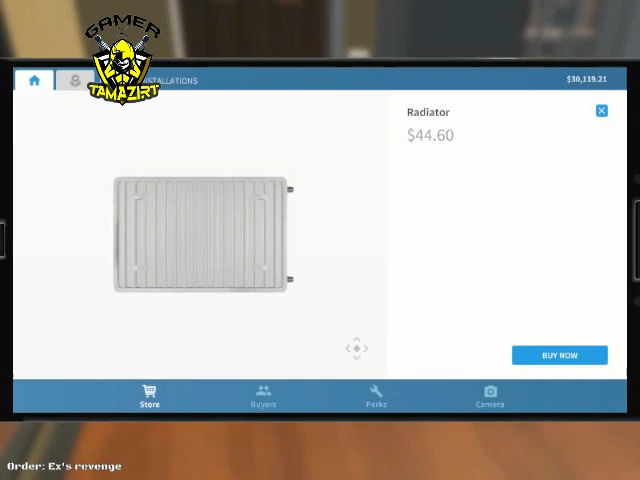 GAMER
TAMAZIRT
INSTALLATIONS
$30,119.21
Radiator
$44.60
BUY NOW
Store
Buyers
Perks
Camera
Order: Ex's revenge